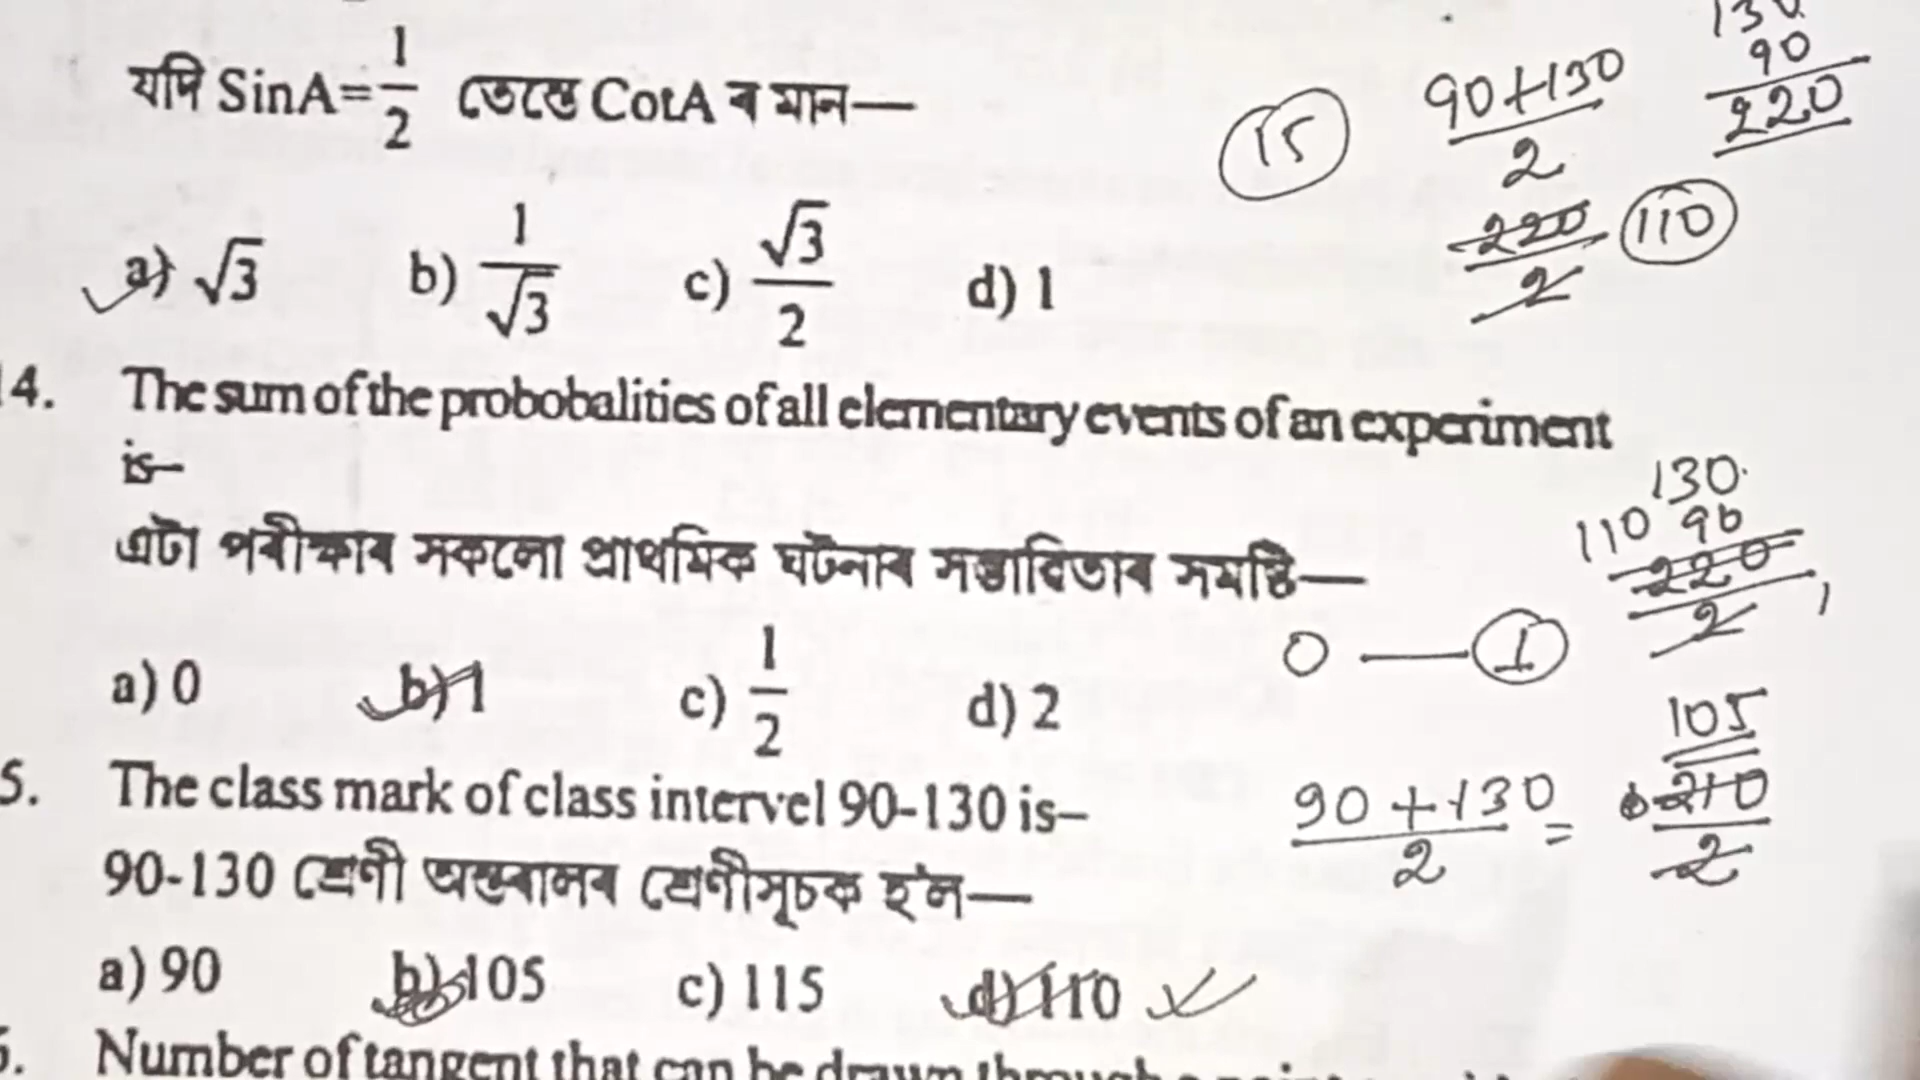 যদি SinA=1/2 তেন্তে CotA ৰ মান—
a) √3 b) 1/√3 c) √3/2 d) 1
15
90+130/2
220/2 110
130
90
220
14. The sum of the probobalities of all elementary events of an experiment
is–
এটা পৰীক্ষাৰ সকলো প্ৰাথমিক ঘটনাৰ সম্ভাৱিতাৰ সমষ্টি—
130
110 90
220/2
a) 0 b) 1 c) 1/2 d) 2
0 — 1
5. The class mark of class intervel 90-130 is–
90+130/2 = 210/2
105
90-130 শ্ৰেণী অন্তৰালৰ শ্ৰেণীসূচক হ'ল—
a) 90 b) 105 c) 115 d) 110
Number of tangent that can be drawn through a point